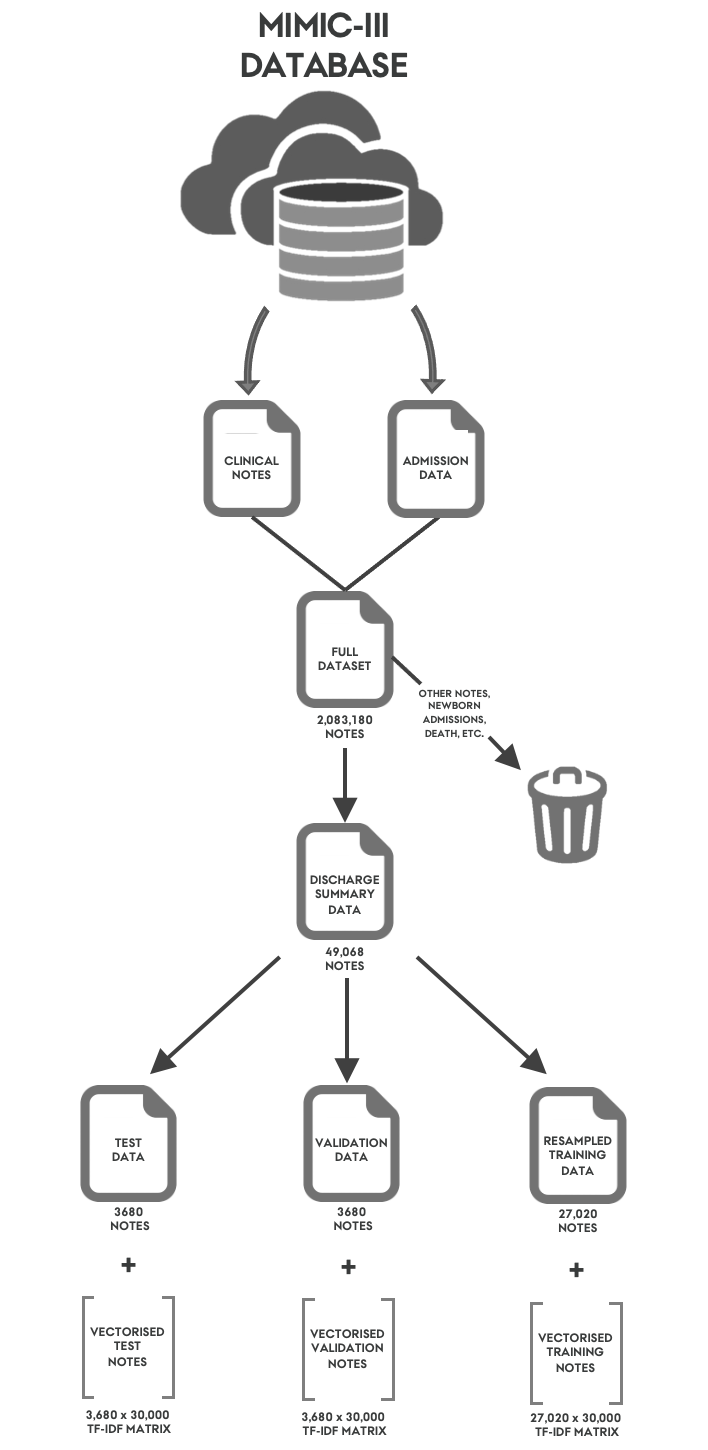 MIMIC-III
DATABASE
CLINICAL
NOTES
ADMISSION
DATA
FULL
DATASET
2,083,180
NOTES
OTHER NOTES,
NEWBORN
ADMISSIONS,
DEATH, ETC.
DISCHARGE
SUMMARY
DATA
49,068
NOTES
TEST
DATA
3680
NOTES
+
VECTORISED
TEST
NOTES
3,680 x 30,000
TF-IDF MATRIX
VALIDATION
DATA
3680
NOTES
+
VECTORISED
VALIDATION
NOTES
3,680 x 30,000
TF-IDF MATRIX
RESAMPLED
TRAINING
DATA
27,020
NOTES
+
VECTORISED
TRAINING
NOTES
27,020 x 30,000
TF-IDF MATRIX